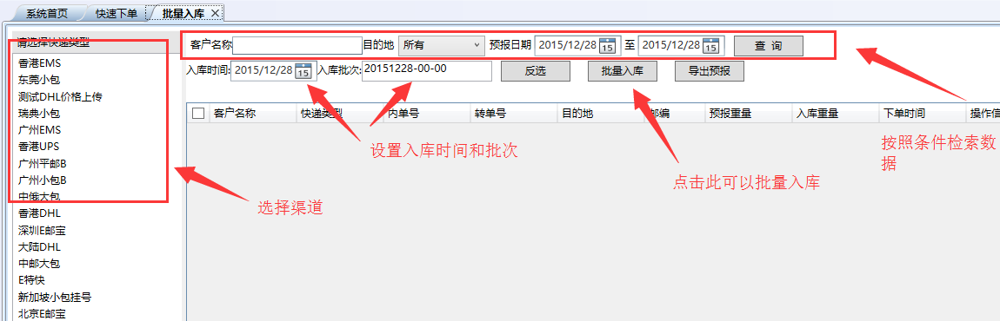 系统首页 快速下单 批量入库
请选择快递类型
香港EMS
东莞小包
测试DHL价格上传
瑞典小包
广州EMS
香港UPS
广州平邮B
广州小包B
中俄大包
香港DHL
深圳E邮宝
大陆DHL
中邮大包
E特快
新加坡小包挂号
北京E邮宝
客户名称 目的地 所有 预报日期 2015/12/28 15 至 2015/12/28 15 查 询
入库时间: 2015/12/28 15 入库批次: 20151228-00-00 反选 批量入库 导出预报
客户名称 快递类型 内单号 转单号 目的地 邮编 预报重量 入库重量 下单时间 操作信
设置入库时间和批次
点击此可以批量入库
按照条件检索数
据
选择渠道